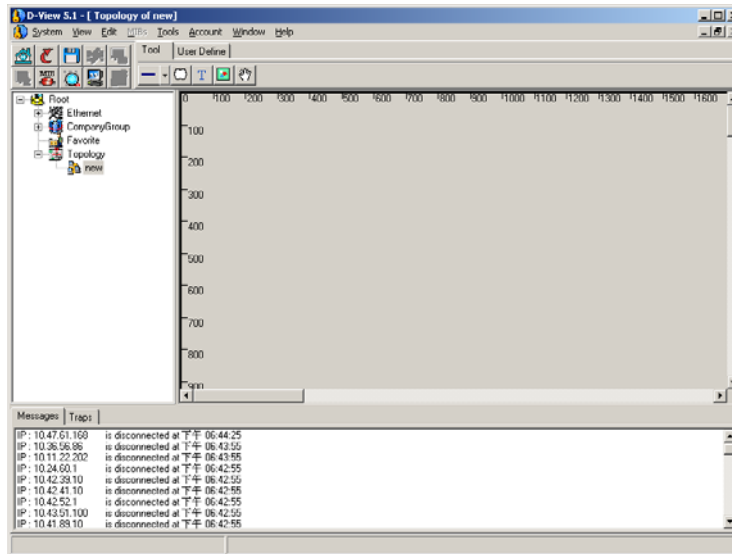 D-View 5.1 - [ Topology of new]
System View Edit MIBs Tools Account Window Help
Tool User Define
MIB T
Root
Ethernet
CompanyGroup
Favorite
Topology
new
0 100 200 300 400 500 600 700 800 900 1000 1100 1200 1300 1400 1500 1600
100
200
300
400
500
600
700
800
900
Messages Traps
IP : 10.47.61.168 is disconnected at 下午 06:44:25
IP : 10.36.56.86 is disconnected at 下午 06:43:55
IP : 10.11.22.202 is disconnected at 下午 06:43:55
IP : 10.24.60.1 is disconnected at 下午 06:42:55
IP : 10.42.39.10 is disconnected at 下午 06:42:55
IP : 10.42.41.10 is disconnected at 下午 06:42:55
IP : 10.42.52.1 is disconnected at 下午 06:42:55
IP : 10.43.51.100 is disconnected at 下午 06:42:55
IP : 10.41.89.10 is disconnected at 下午 06:42:55